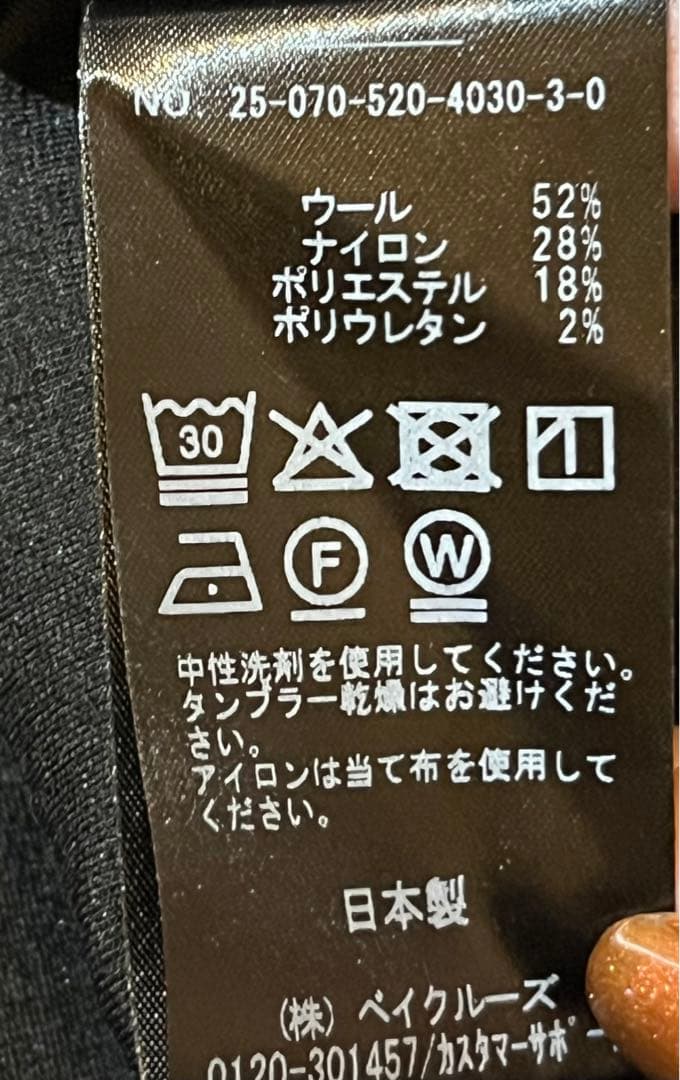 NO. 25-070-520-4030-3-0
ウール 52%
ナイロン 28%
ポリエステル 18%
ポリウレタン 2%
30
F W
中性洗剤を使用してください。
タンブラー乾燥はお避けくだ
さい。
アイロンは当て布を使用して
ください。
日本製
(株) ベイクルーズ
0120-301457/カスタマーサポー